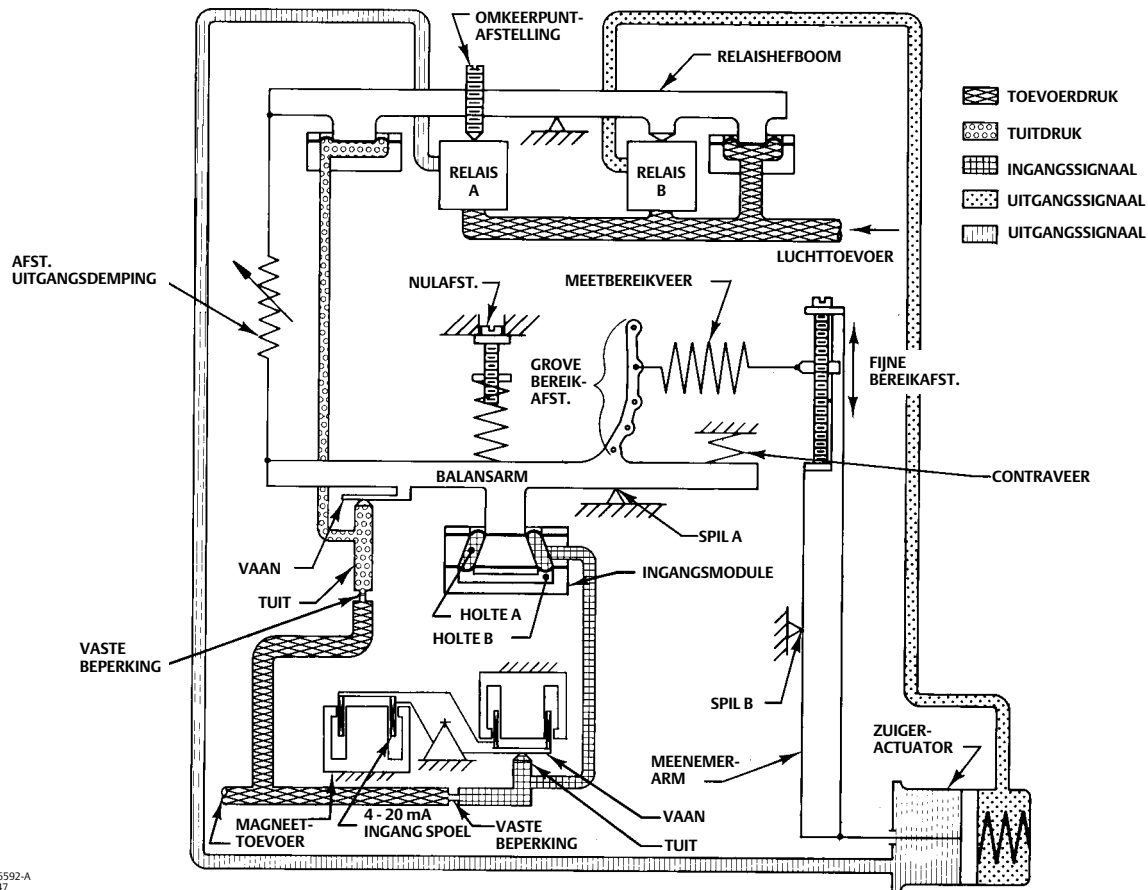 OMKEERPUNT-
AFSTELLING
RELAISHEFBOOM
TOEVOERDRUK
TUITDRUK
INGANGSSIGNAAL
UITGANGSSIGNAAL
UITGANGSSIGNAAL
RELAIS
A
RELAIS
B
LUCHTTOEVOER
AFST.
UITGANGSDEMPING
NULAFST.
MEETBEREIKVEER
GROVE
BEREIK-
AFST.
FIJNE
BEREIKAFST.
BALANSARM
CONTRAVEER
SPIL A
VAAN
INGANGSMODULE
TUIT
HOLTE A
HOLTE B
VASTE
BEPERKING
SPIL B
ZUIGER-
ACTUATOR
MEENEMER-
ARM
MAGNEET-
TOEVOER
4 - 20 mA
INGANG SPOEL
VASTE
BEPERKING
VAAN
TUIT
5592-A
47